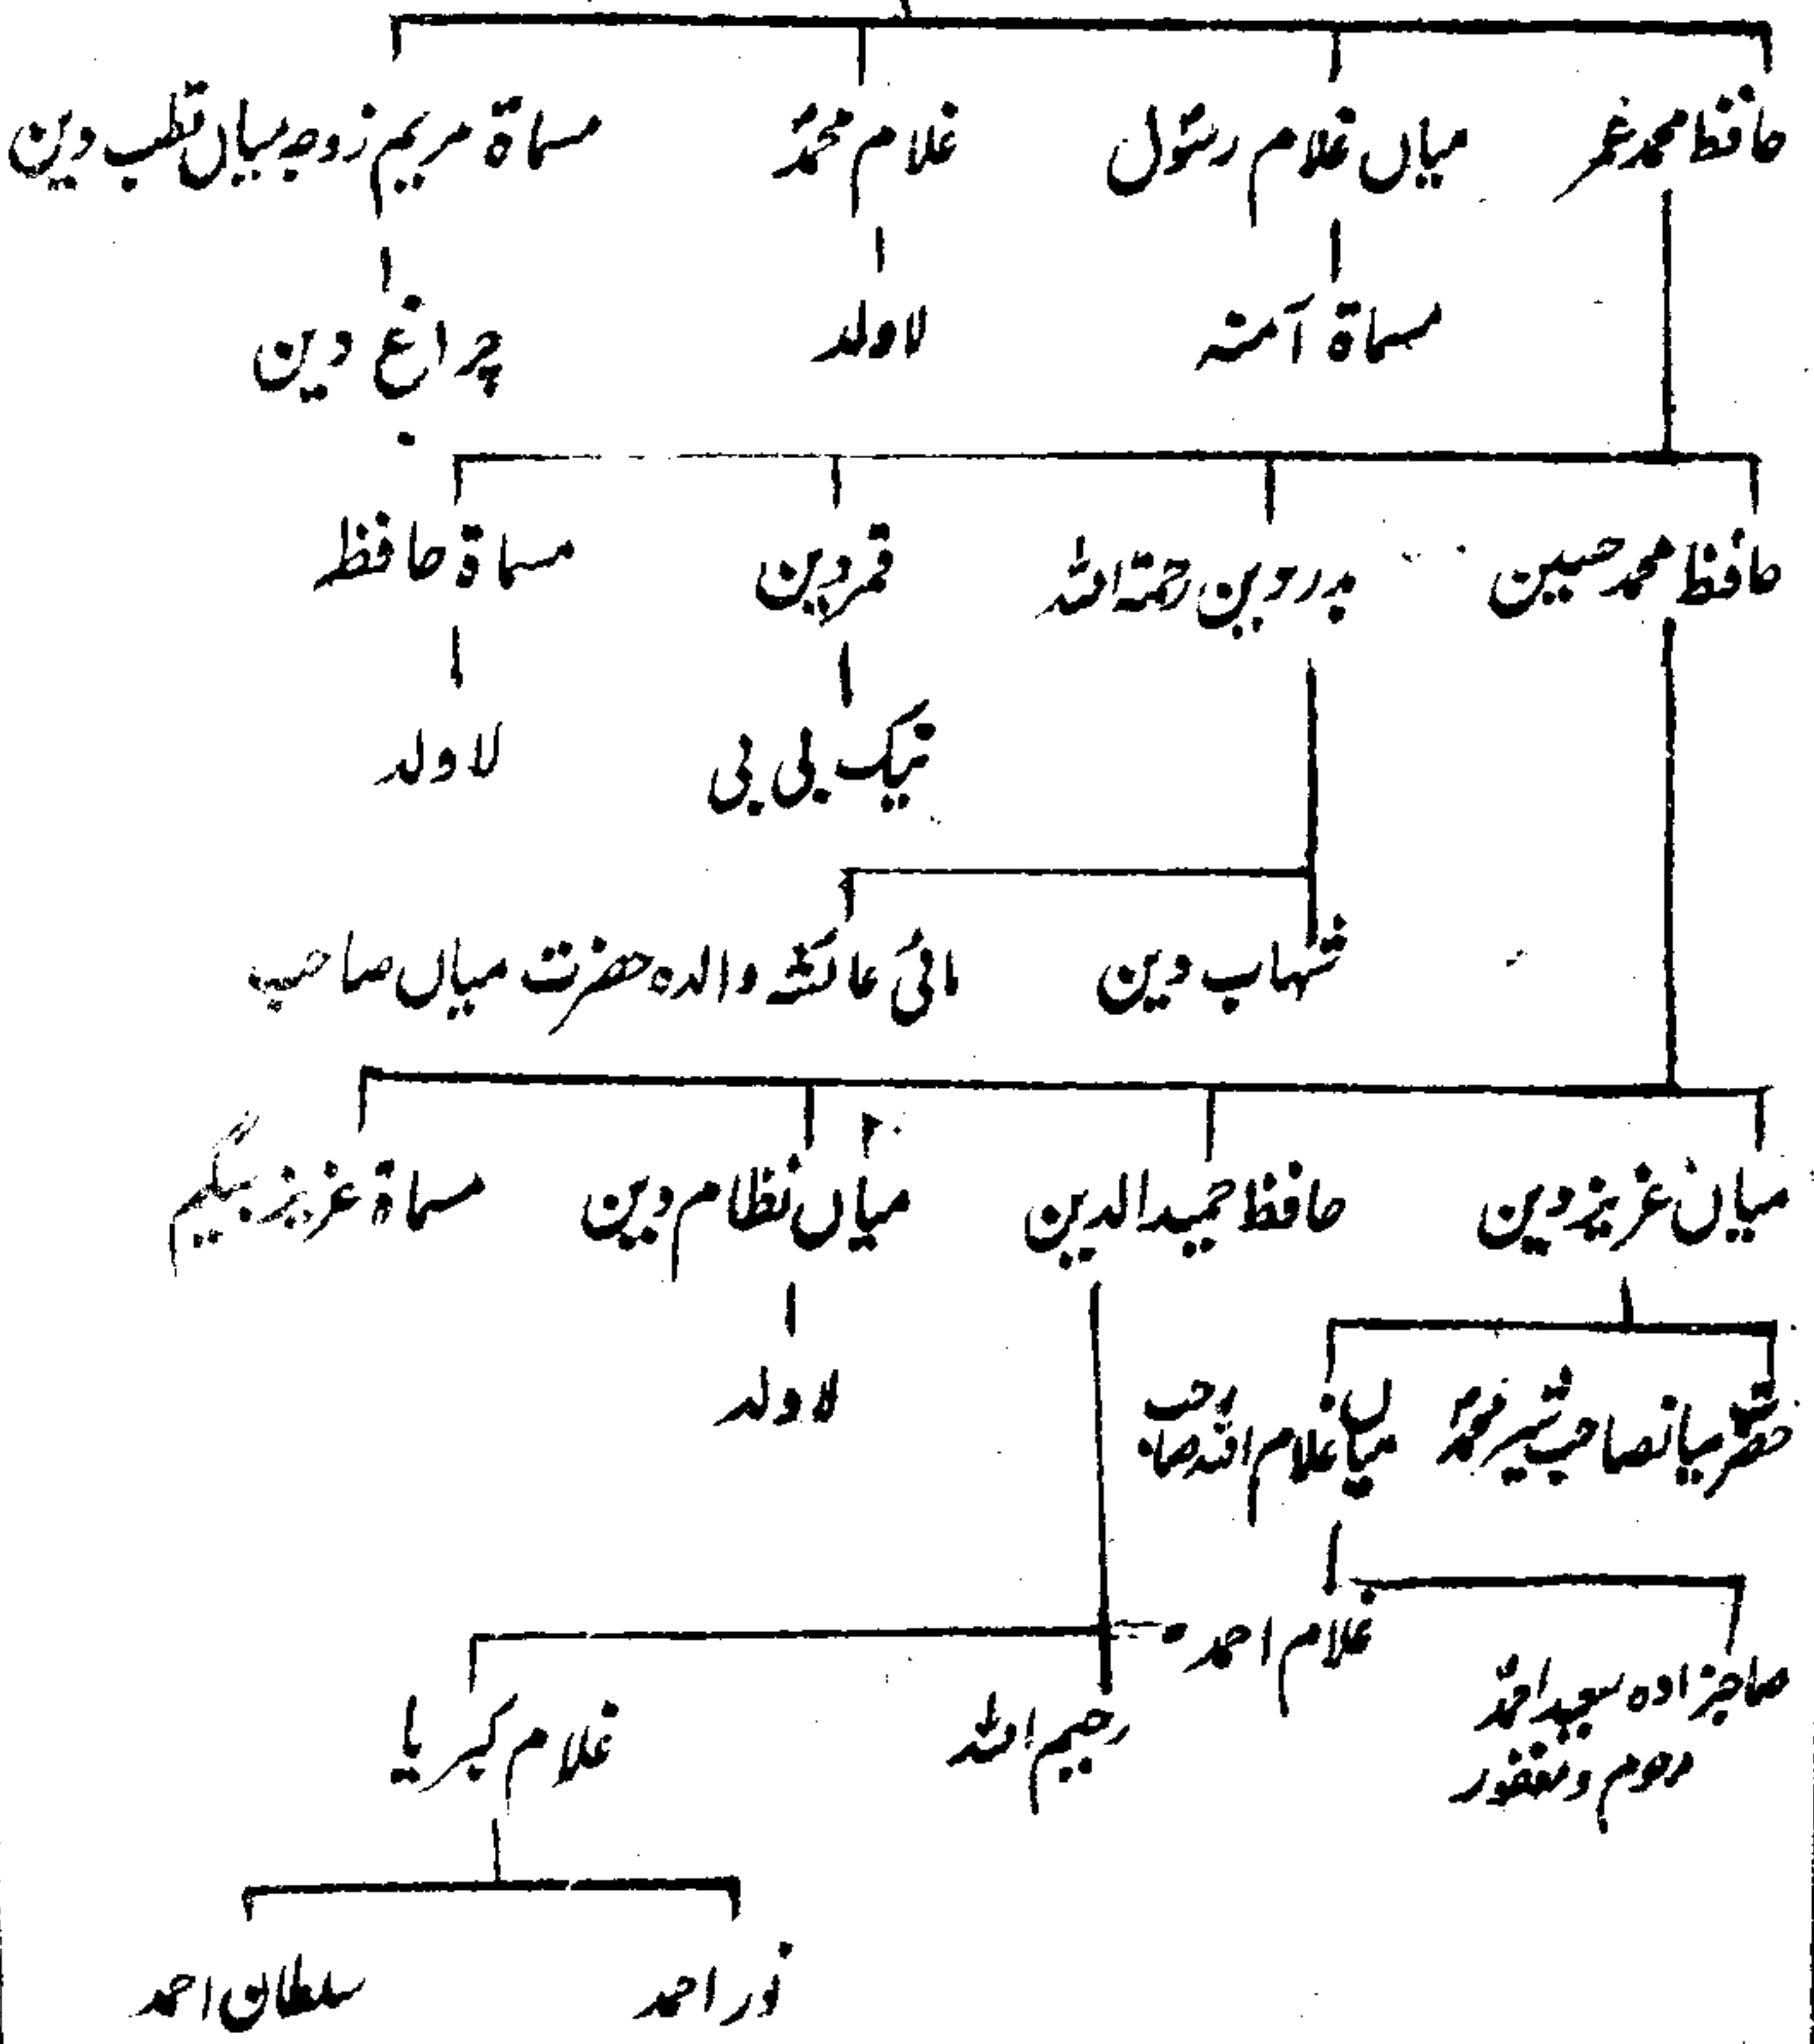 حافظ محمد عمر میاں غلام رسول غلام محمد مسماۃ مریم زوجہ میاں قطب دین
مسماۃ آمنہ لاولد چراغ دین
حافظ محمد حسین بدر دین رحمۃ اللہ قمر دین مسماۃ حافظہ
نیک بی بی لاولد
شہاب دین مائی عائشہ والدہ حضرت میاں صاحب
میاں عزیز دین حافظ حمید الدین میاں نظام دین مسماۃ عزیز بیگم
حضرت میانصاحب شیر محمد میاں غلام اللہ صاحب لاولد
غلام احمد
صاحبزادہ سعید احمد
مرحوم و مغفور
رحیم اللہ غلام کبریا
نور احمد سلطان احمد